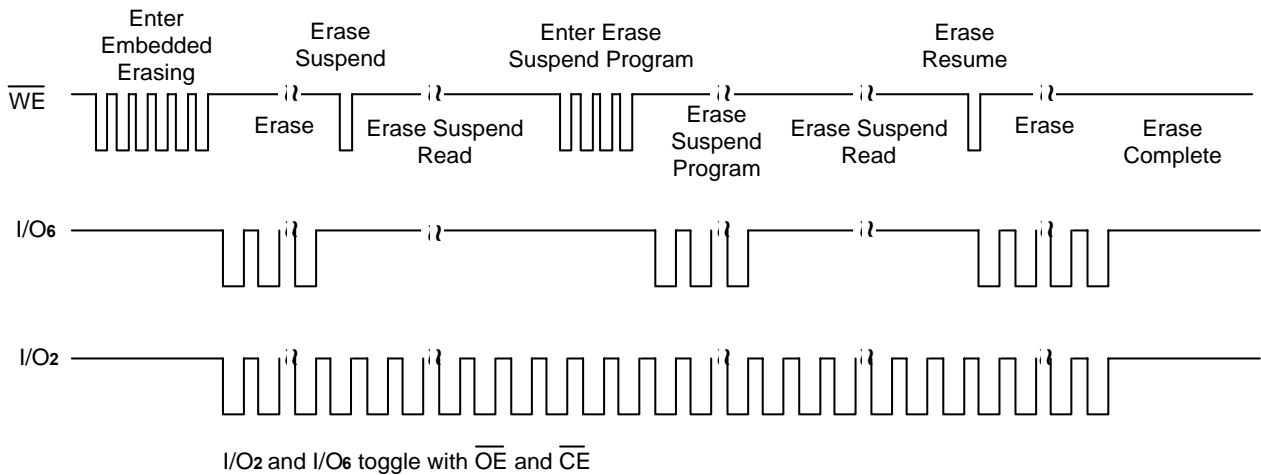 Enter
Embedded
Erasing
Erase
Suspend
Enter Erase
Suspend Program
Erase
Resume
WE
Erase
Erase Suspend
Read
Erase
Suspend
Program
Erase Suspend
Read
Erase
Erase
Complete
I/O6
I/O2
I/O2 and I/O6 toggle with OE and CE